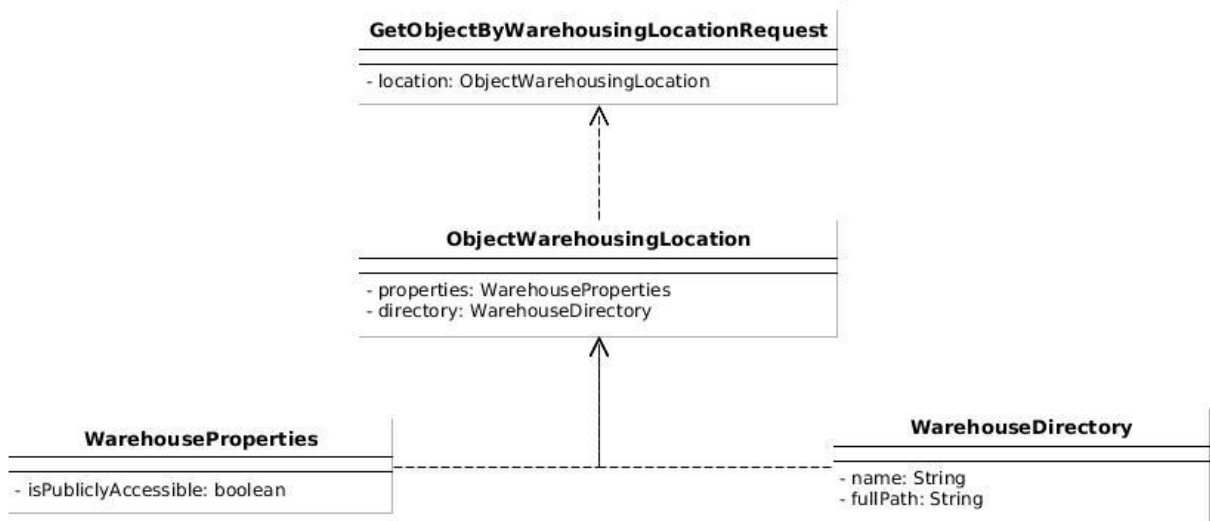 GetObjectByWarehousingLocationRequest
- location: ObjectWarehousingLocation
ObjectWarehousingLocation
- properties: WarehouseProperties
- directory: WarehouseDirectory
WarehouseProperties
- isPubliclyAccessible: boolean
WarehouseDirectory
- name: String
- fullPath: String